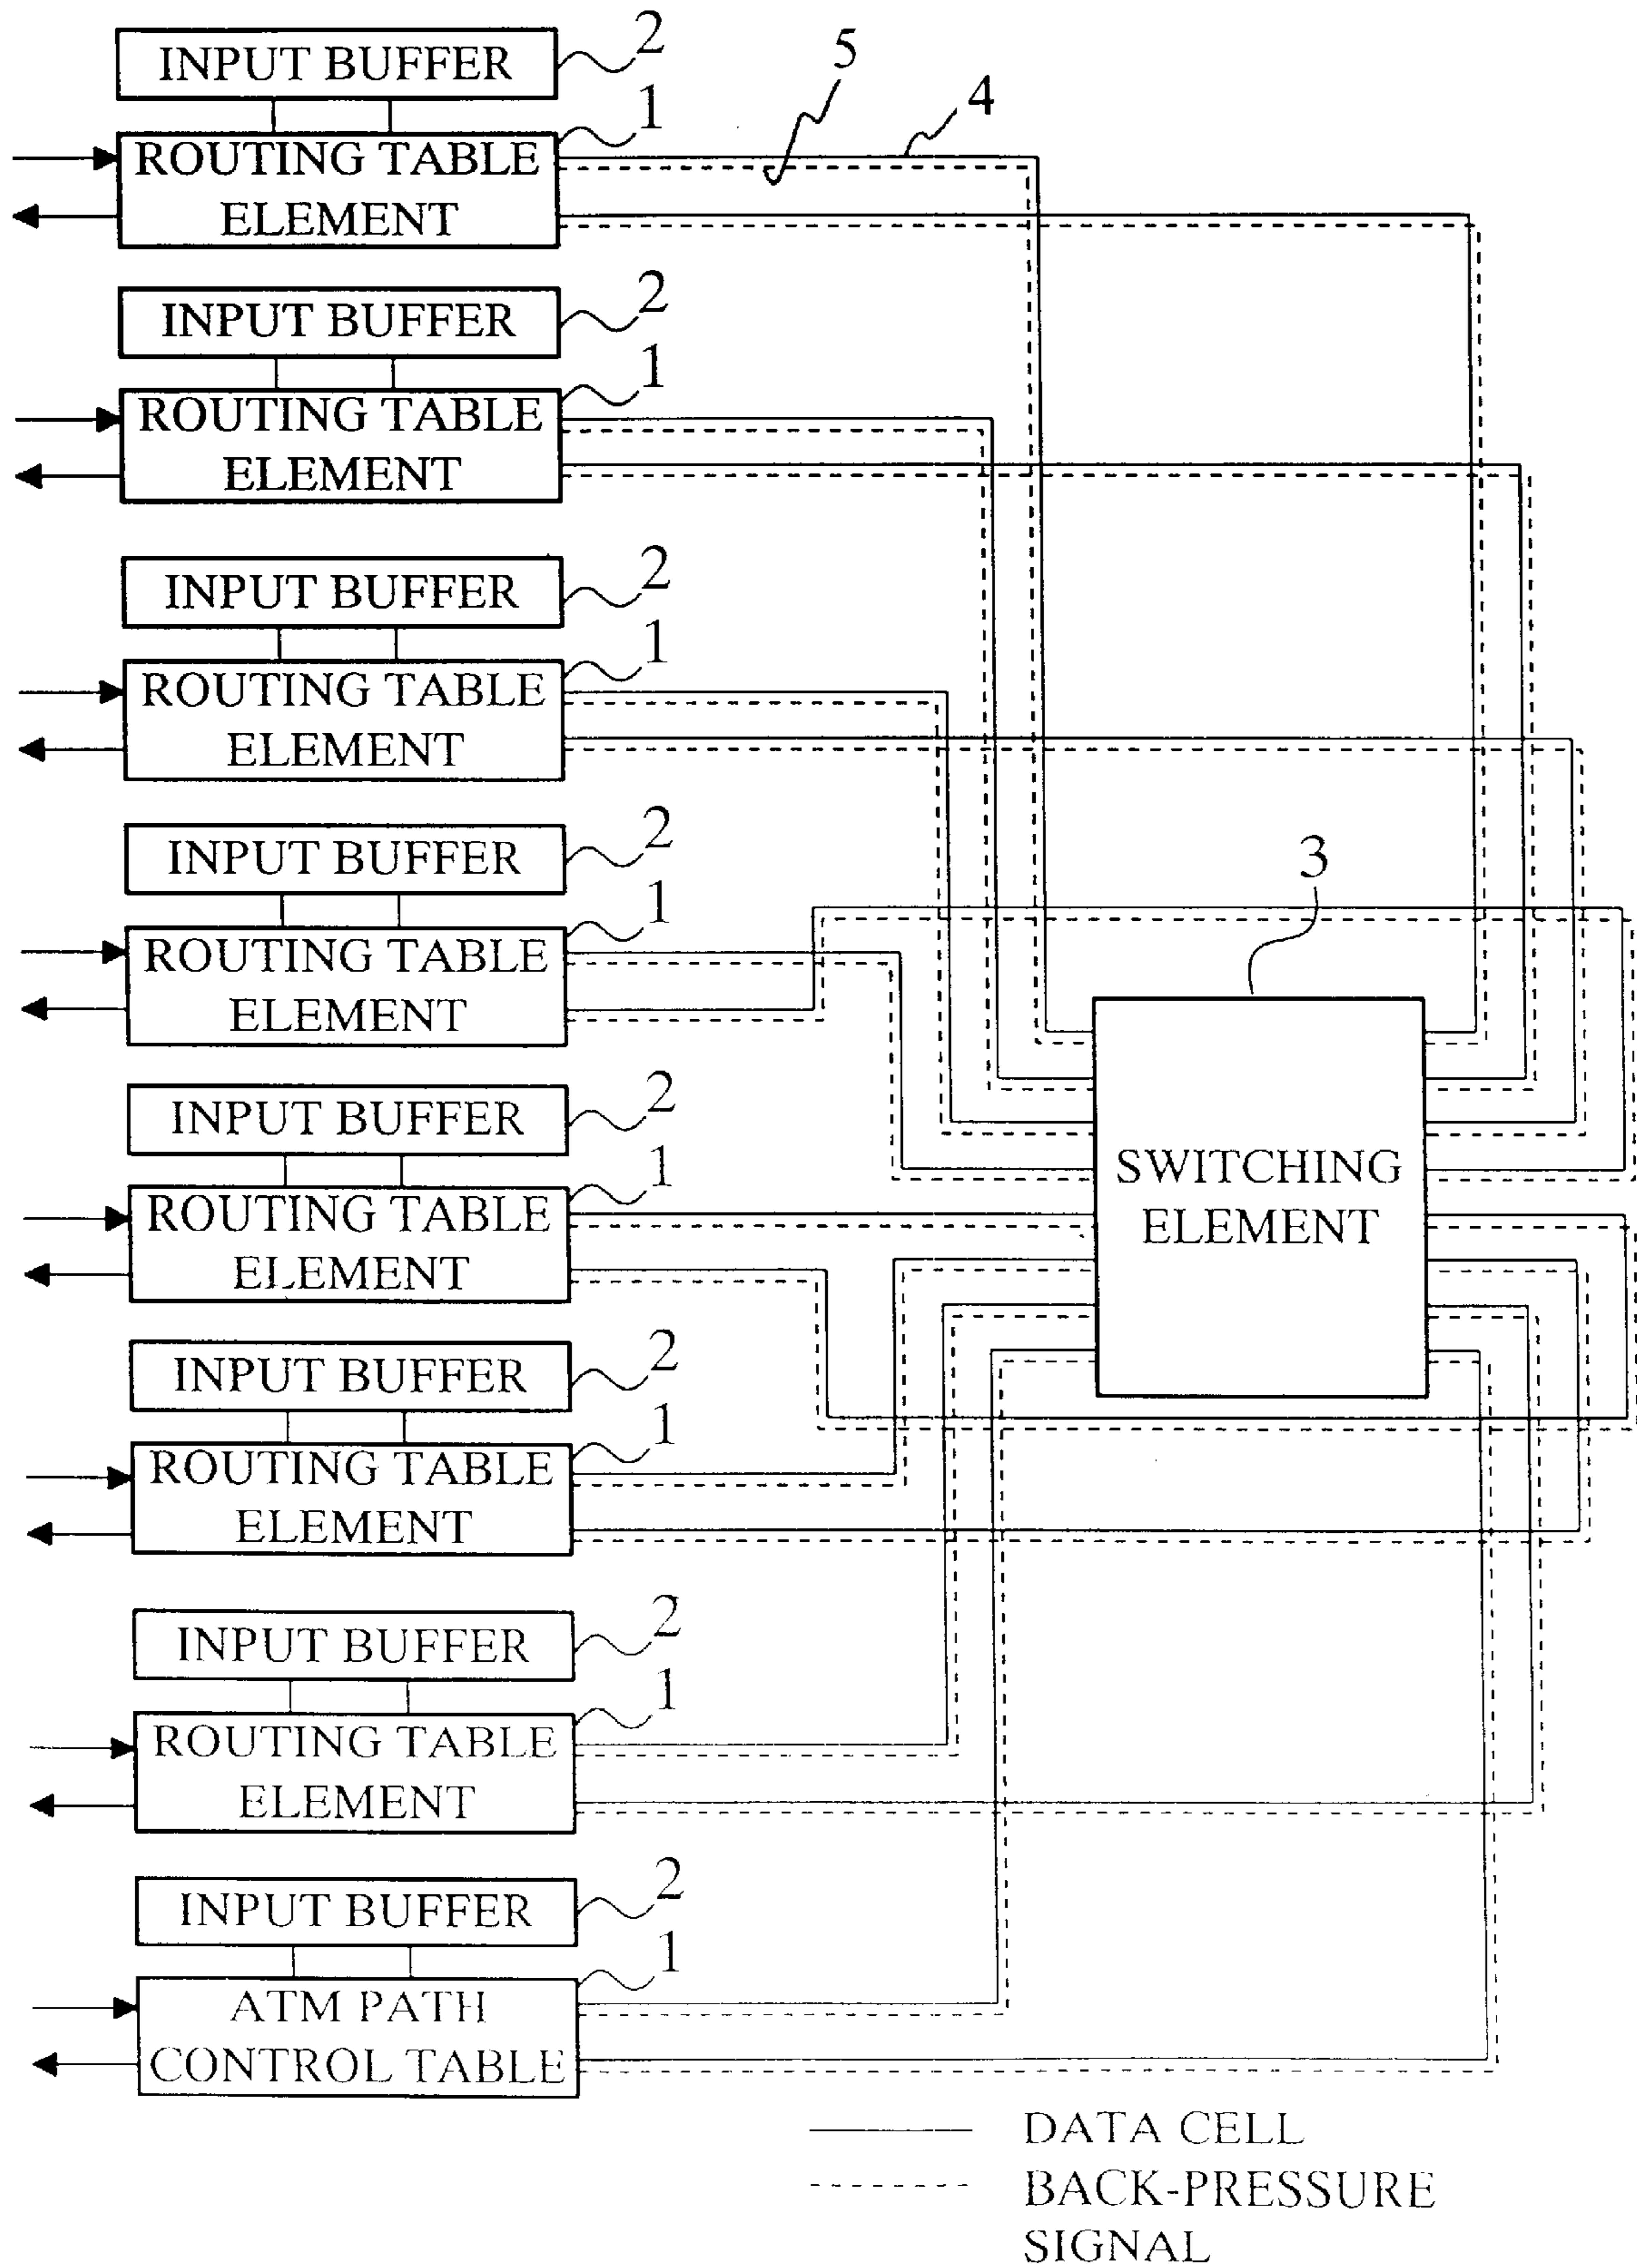 INPUT BUFFER 2
5
4
1
ROUTING TABLE
ELEMENT
INPUT BUFFER 2
1
ROUTING TABLE
ELEMENT
INPUT BUFFER 2
1
ROUTING TABLE
ELEMENT
INPUT BUFFER 2
3
1
ROUTING TABLE
ELEMENT
INPUT BUFFER 2
SWITCHING
ELEMENT
1
ROUTING TABLE
ELEMENT
INPUT BUFFER 2
1
ROUTING TABLE
ELEMENT
INPUT BUFFER 2
1
ROUTING TABLE
ELEMENT
INPUT BUFFER 2
1
ATM PATH
CONTROL TABLE
DATA CELL
BACK-PRESSURE
SIGNAL